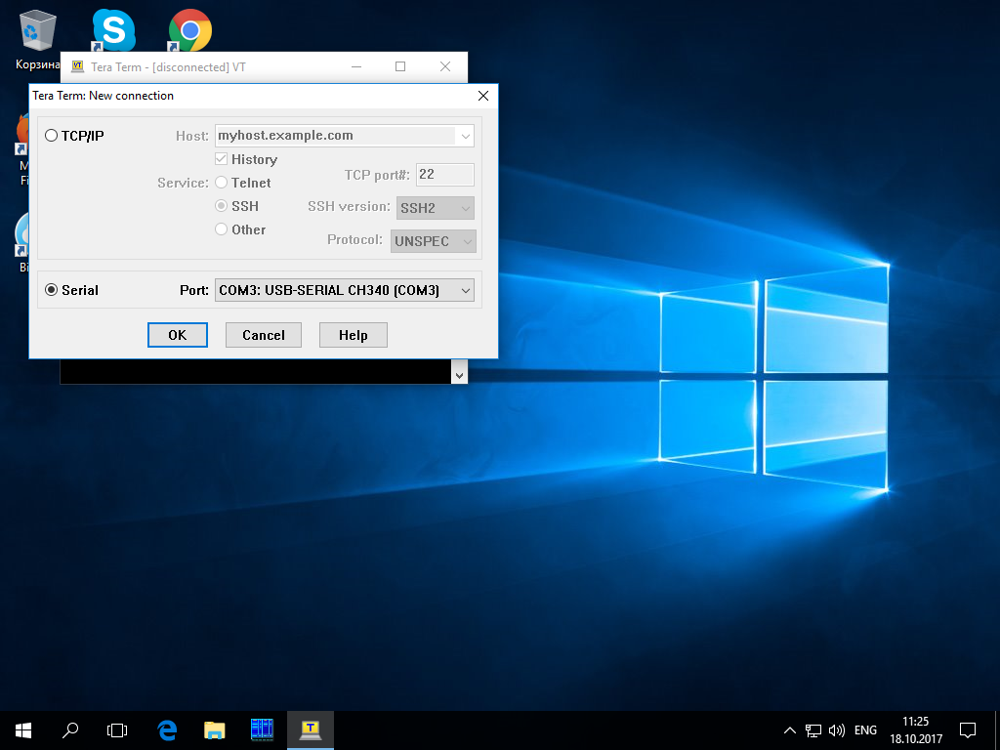 Корзина
Tera Term - [disconnected] VT
Tera Term: New connection
TCP/IP
Host: myhost.example.com
History
Service: Telnet
TCP port#: 22
SSH
SSH version: SSH2
Other
Protocol: UNSPEC
Serial
Port: COM3: USB-SERIAL CH340 (COM3)
OK Cancel Help
M
Fi
Bi
ENG
11:25
18.10.2017